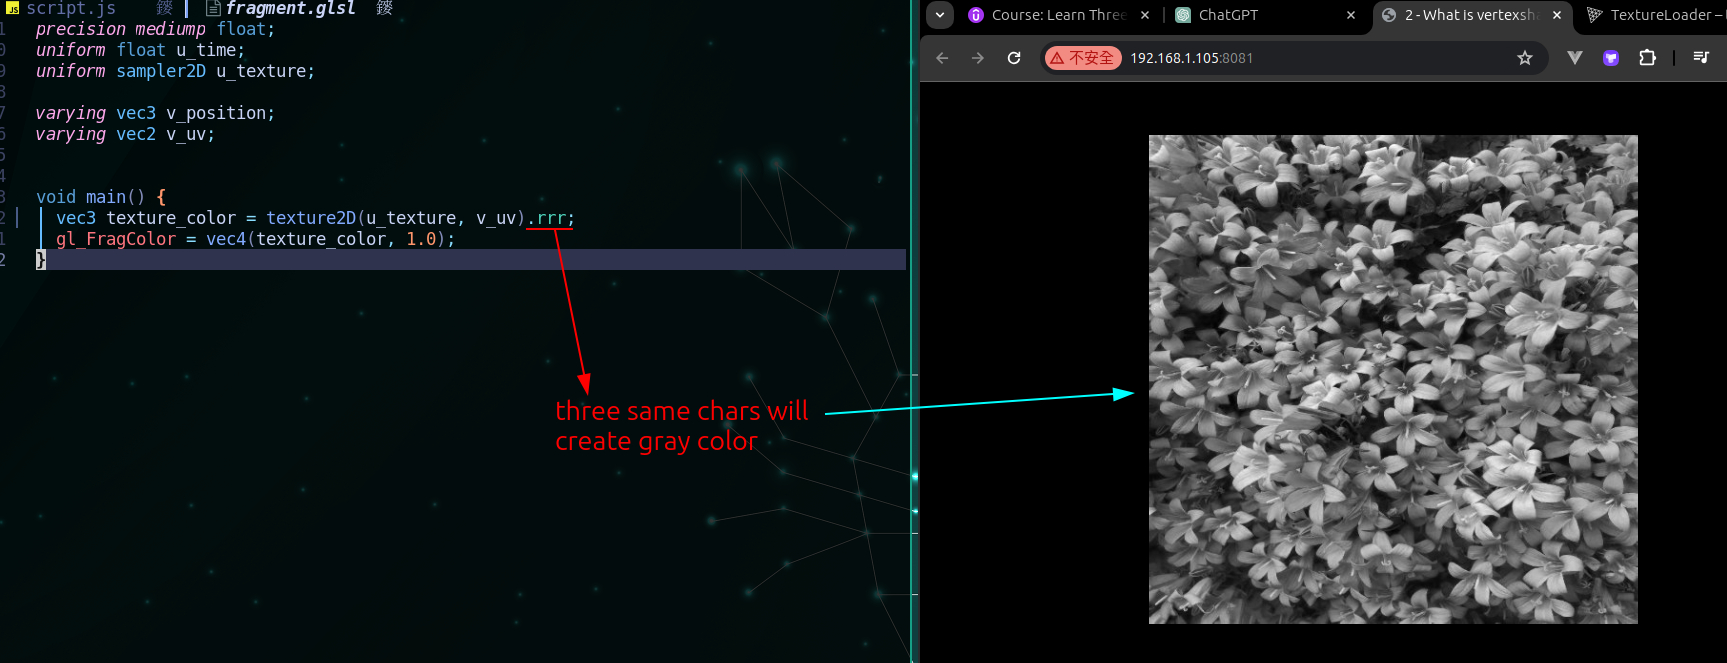 script.js
fragment.glsl
precision mediump float;
uniform float u_time;
uniform sampler2D u_texture;
varying vec3 v_position;
varying vec2 v_uv;
void main() {
vec3 texture_color = texture2D(u_texture, v_uv).rrr;
gl_FragColor = vec4(texture_color, 1.0);
}
three same chars will
create gray color
Course: Learn Three
ChatGPT
2 - What is vertexsh
TextureLoader –
不安全
192.168.1.105:8081